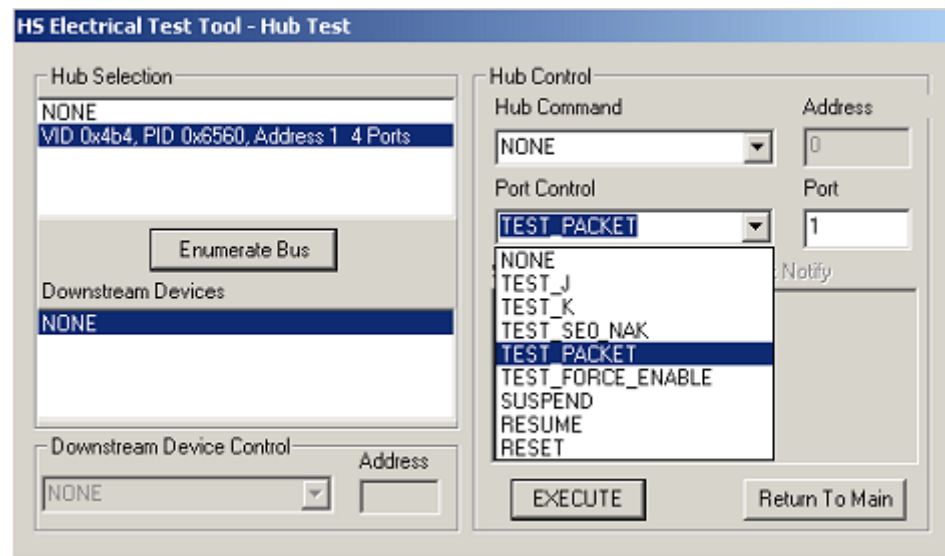 HS Electrical Test Tool - Hub Test
Hub Selection
NONE
VID 0x4b4, PID 0x6560, Address 1 4 Ports
Enumerate Bus
Downstream Devices
NONE
Downstream Device Control
Address
NONE
Hub Control
Hub Command
Address
NONE
0
Port Control
Port
TEST_PACKET
1
NONE
Notify
TEST_J
TEST_K
TEST_SE0_NAK
TEST_PACKET
TEST_FORCE_ENABLE
SUSPEND
RESUME
RESET
EXECUTE
Return To Main